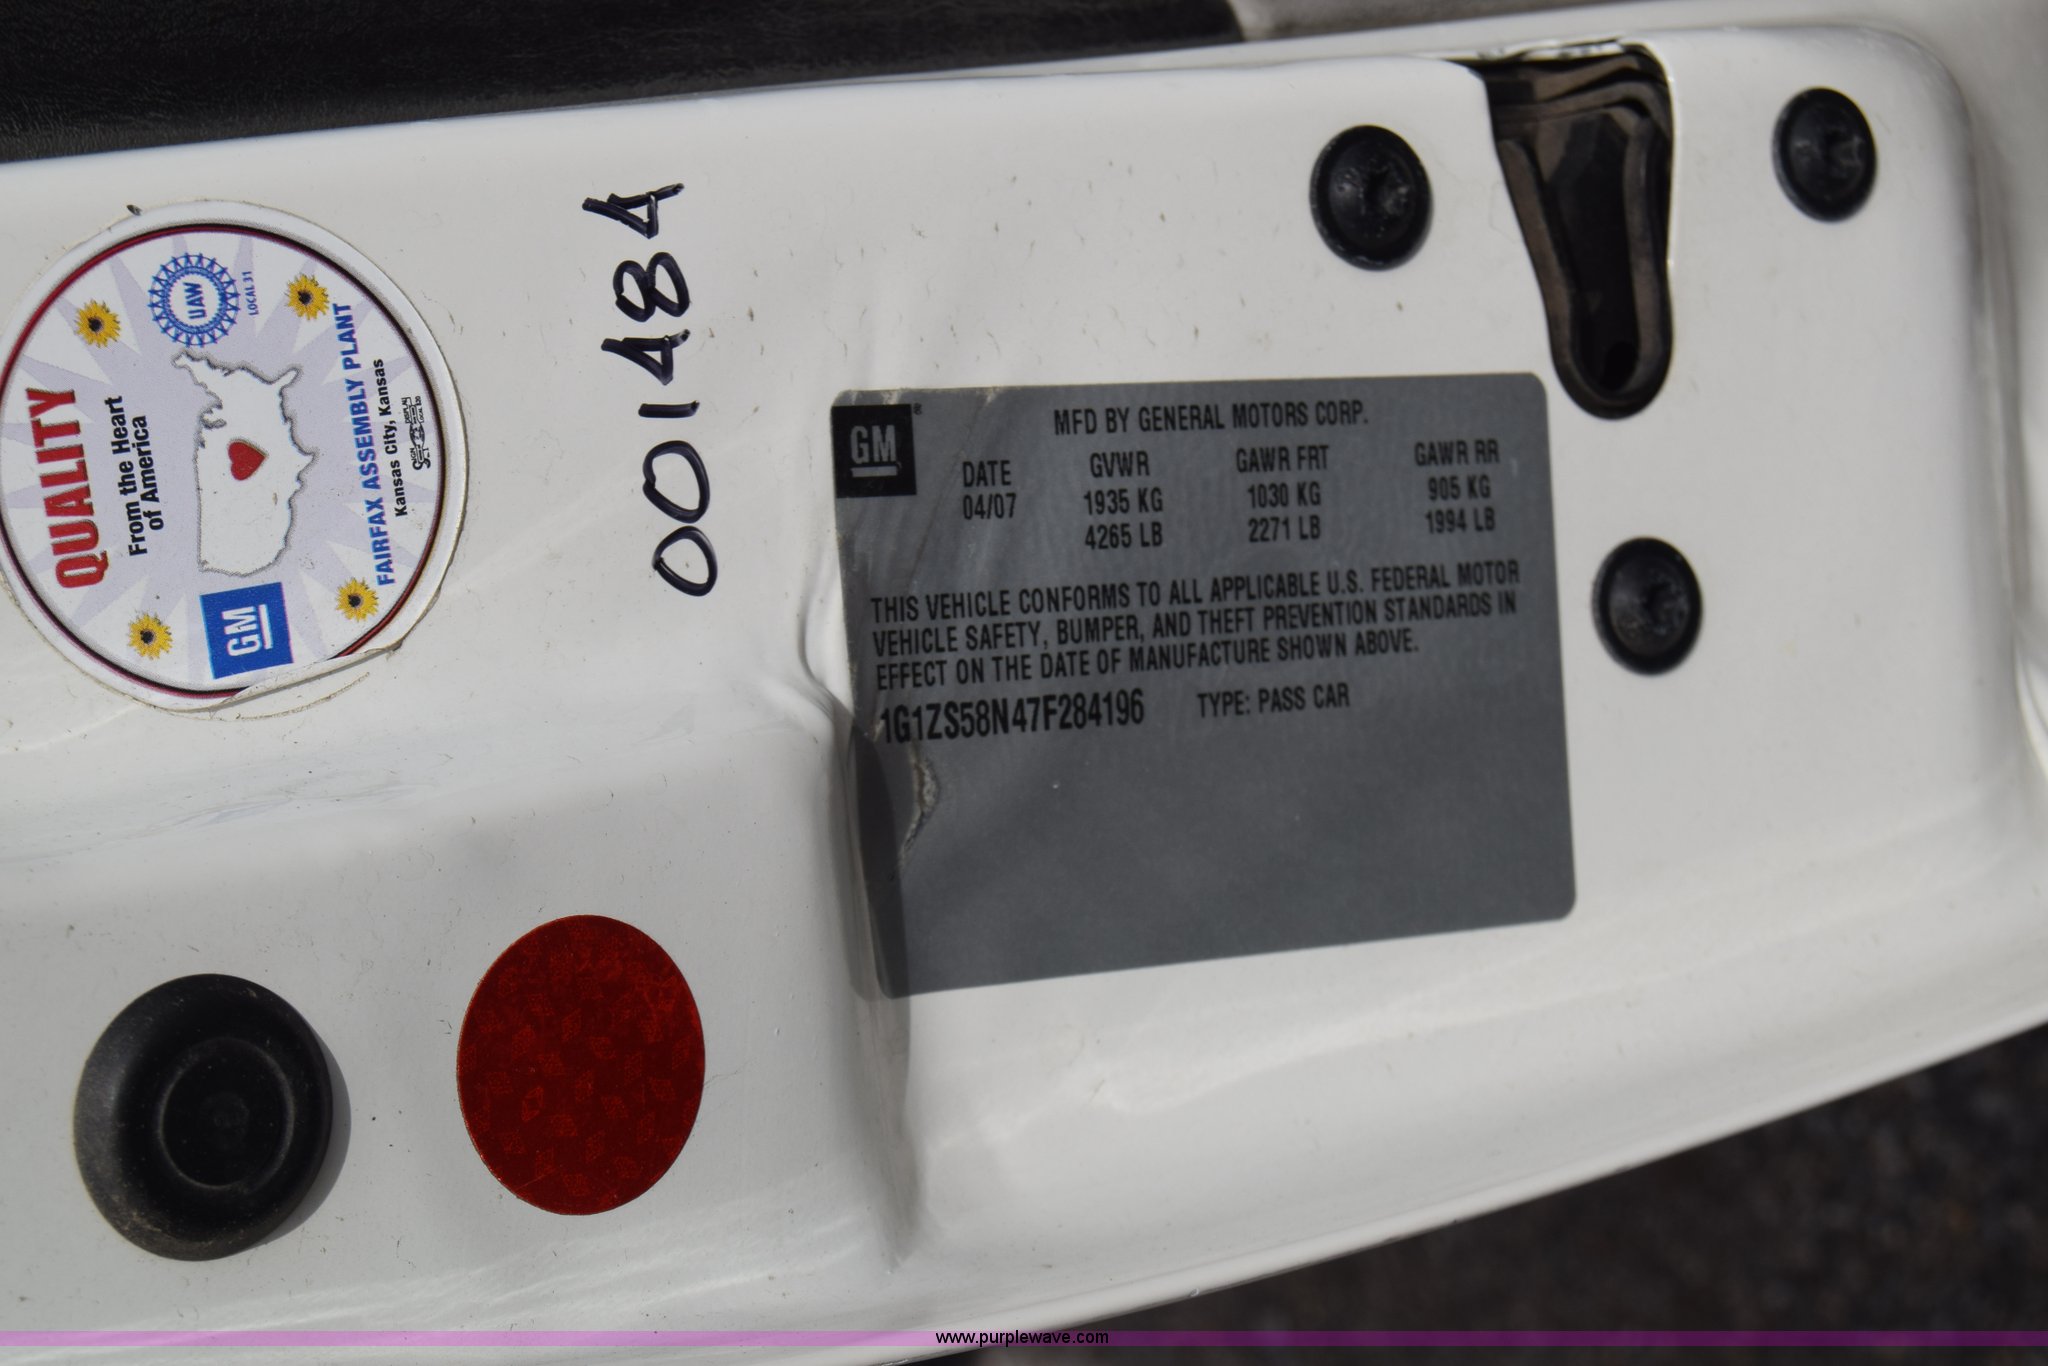 QUALITY
From the Heart
of America
UAW
LOCAL 31
GM
FAIRFAX ASSEMBLY PLANT
Kansas City, Kansas
001484
GM®
MFD BY GENERAL MOTORS CORP.
DATE GVWR GAWR FRT GAWR RR
04/07 1935 KG 1030 KG 905 KG
4265 LB 2271 LB 1994 LB
THIS VEHICLE CONFORMS TO ALL APPLICABLE U.S. FEDERAL MOTOR
VEHICLE SAFETY, BUMPER, AND THEFT PREVENTION STANDARDS IN
EFFECT ON THE DATE OF MANUFACTURE SHOWN ABOVE.
1G1ZS58N47F284196 TYPE: PASS CAR
www.purplewave.com